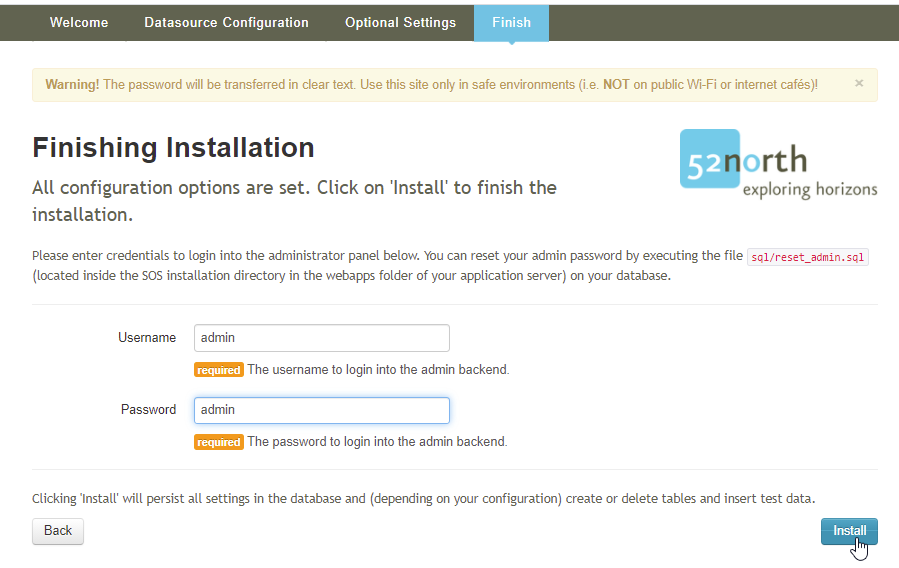 Welcome Datasource Configuration Optional Settings Finish
Warning! The password will be transferred in clear text. Use this site only in safe environments (i.e. NOT on public Wi-Fi or internet cafés)! ×
Finishing Installation
52north
exploring horizons
All configuration options are set. Click on 'Install' to finish the
installation.
Please enter credentials to login into the administrator panel below. You can reset your admin password by executing the file sql/reset_admin.sql
(located inside the SOS installation directory in the webapps folder of your application server) on your database.
Username admin
required The username to login into the admin backend.
Password admin
required The password to login into the admin backend.
Clicking 'Install' will persist all settings in the database and (depending on your configuration) create or delete tables and insert test data.
Back Install